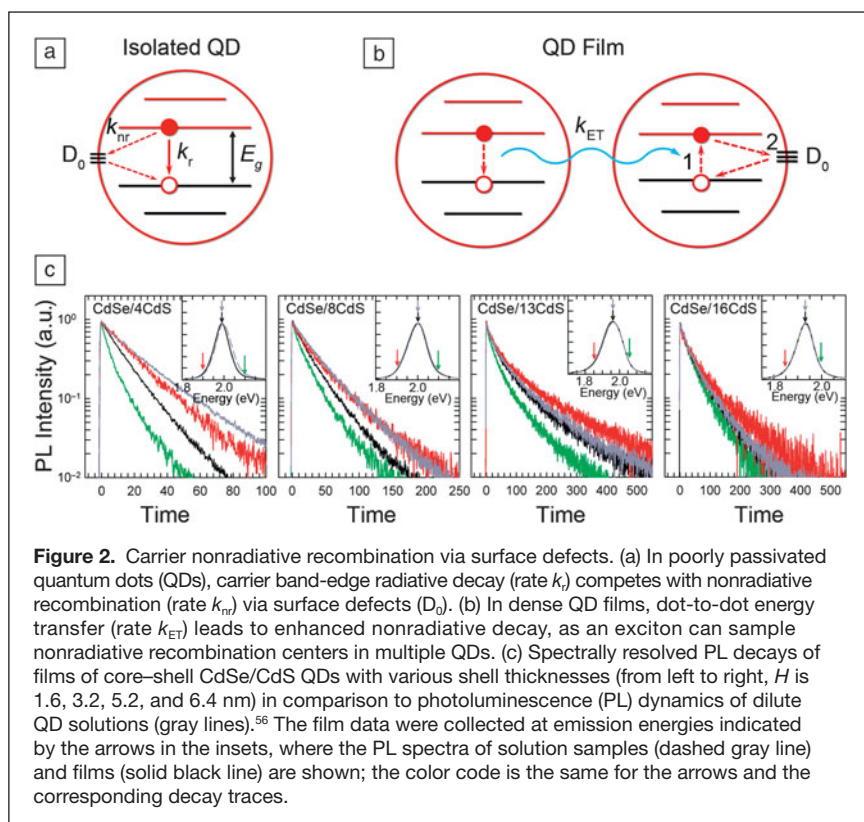 a
Isolated QD
b
QD Film
k_nr
D_0
k_r
E_g
k_ET
1
2
D_0
c
CdSe/4CdS
CdSe/8CdS
CdSe/13CdS
CdSe/16CdS
PL Intensity (a.u.)
10^0
10^-1
10^-2
1.8 2.0
Energy (eV)
1.8 2.0
Energy (eV)
1.8 2.0
Energy (eV)
1.8 2.0
Energy (eV)
0 20 40 60 80 100
0 50 100 150 200 250
0 100 200 300 400 500
0 100 200 300 400 500
Time
Time
Time
Time
Figure 2. Carrier nonradiative recombination via surface defects. (a) In poorly passivated
quantum dots (QDs), carrier band-edge radiative decay (rate k_r) competes with nonradiative
recombination (rate k_nr) via surface defects (D_0). (b) In dense QD films, dot-to-dot energy
transfer (rate k_ET) leads to enhanced nonradiative decay, as an exciton can sample
nonradiative recombination centers in multiple QDs. (c) Spectrally resolved PL decays of
films of core–shell CdSe/CdS QDs with various shell thicknesses (from left to right, H is
1.6, 3.2, 5.2, and 6.4 nm) in comparison to photoluminescence (PL) dynamics of dilute
QD solutions (gray lines).^56 The film data were collected at emission energies indicated
by the arrows in the insets, where the PL spectra of solution samples (dashed gray line)
and films (solid black line) are shown; the color code is the same for the arrows and the
corresponding decay traces.